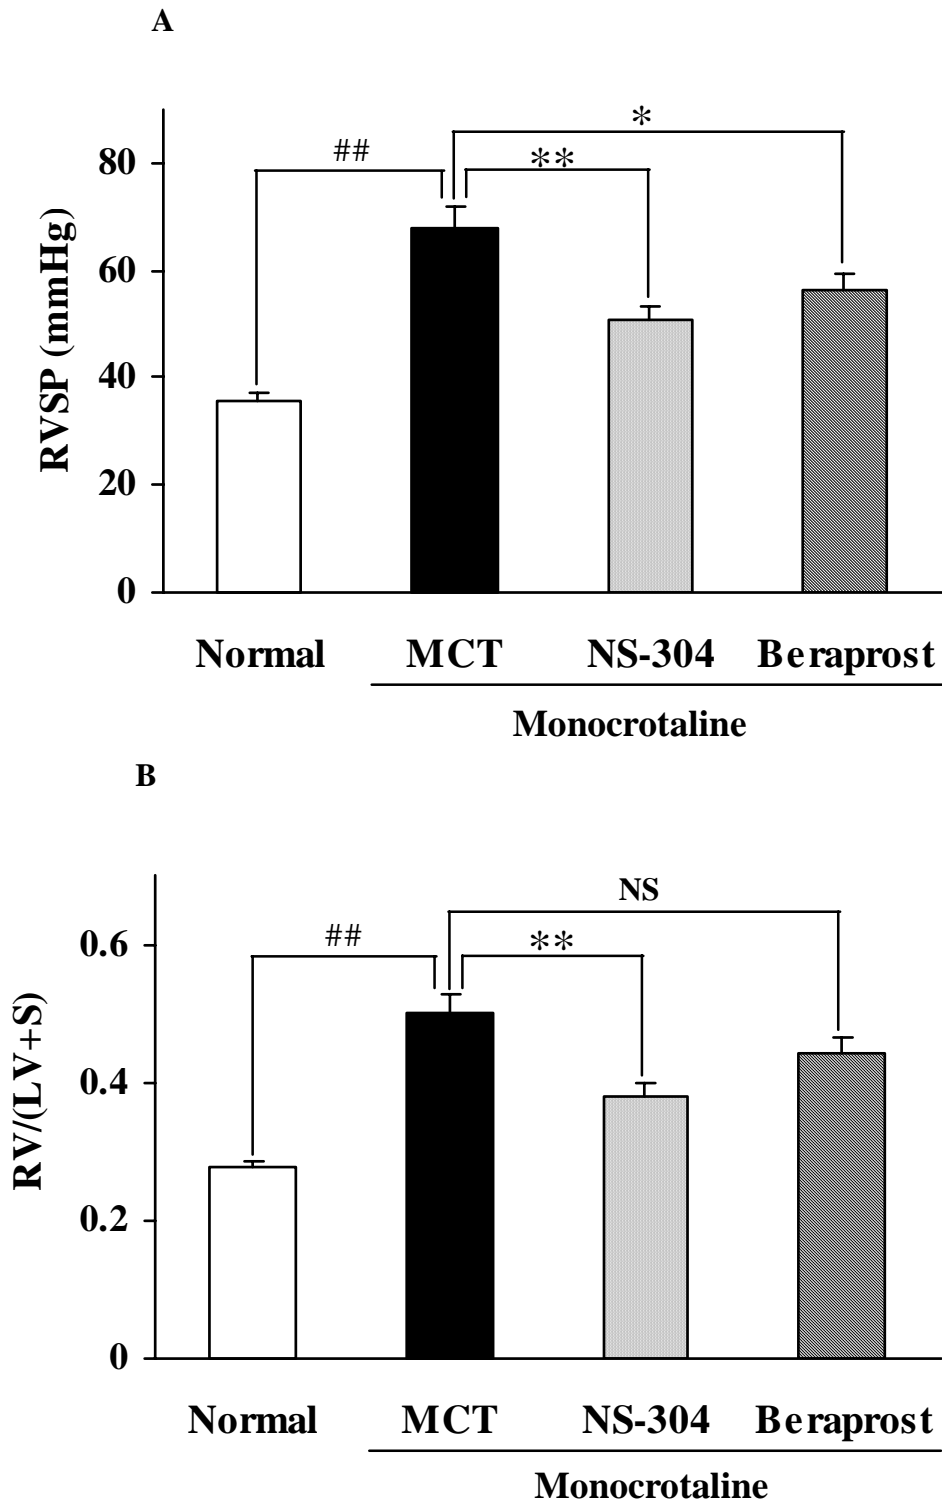 A
*
##
**
80
60
40
20
0
RVSP (mmHg)
Normal MCT NS-304 Beraprost
Monocrotaline
B
NS
##
**
0.6
0.4
0.2
0
RV/(LV+S)
Normal MCT NS-304 Beraprost
Monocrotaline